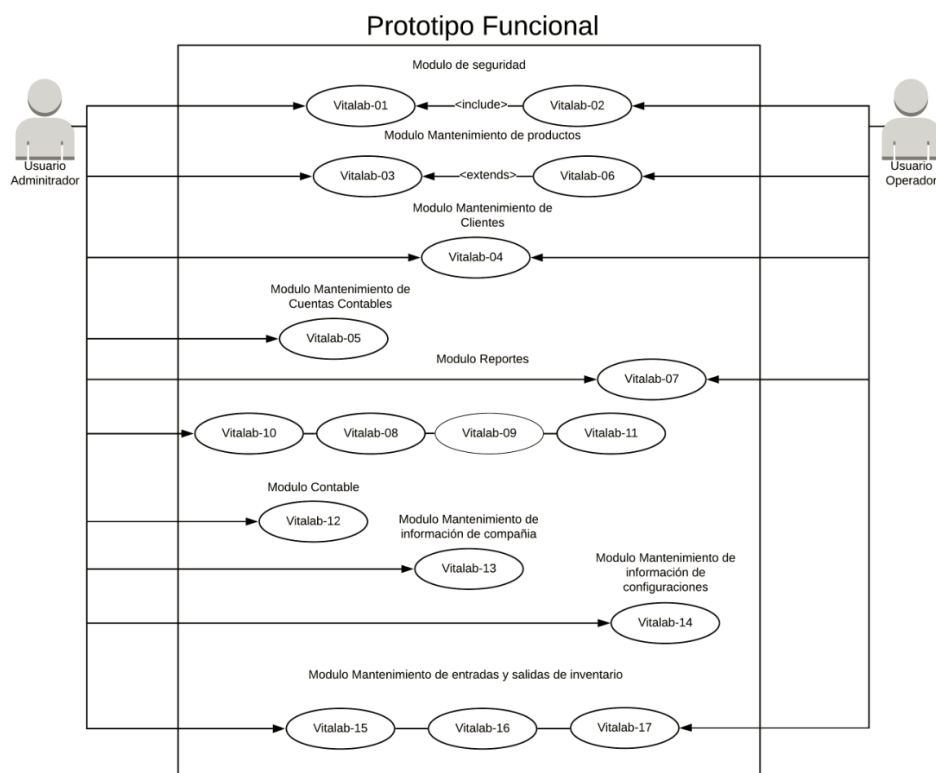 Prototipo Funcional
Modulo de seguridad
Vitalab-01
<include>
Vitalab-02
Usuario
Adminitrador
Usuario
Operador
Modulo Mantenimiento de productos
Vitalab-03
<extends>
Vitalab-06
Modulo Mantenimiento de
Clientes
Vitalab-04
Modulo Mantenimiento de
Cuentas Contables
Vitalab-05
Modulo Reportes
Vitalab-07
Vitalab-10
Vitalab-08
Vitalab-09
Vitalab-11
Modulo Contable
Vitalab-12
Modulo Mantenimiento de
información de compañia
Vitalab-13
Modulo Mantenimiento de
información de
configuraciones
Vitalab-14
Modulo Mantenimiento de entradas y salidas de inventario
Vitalab-15
Vitalab-16
Vitalab-17